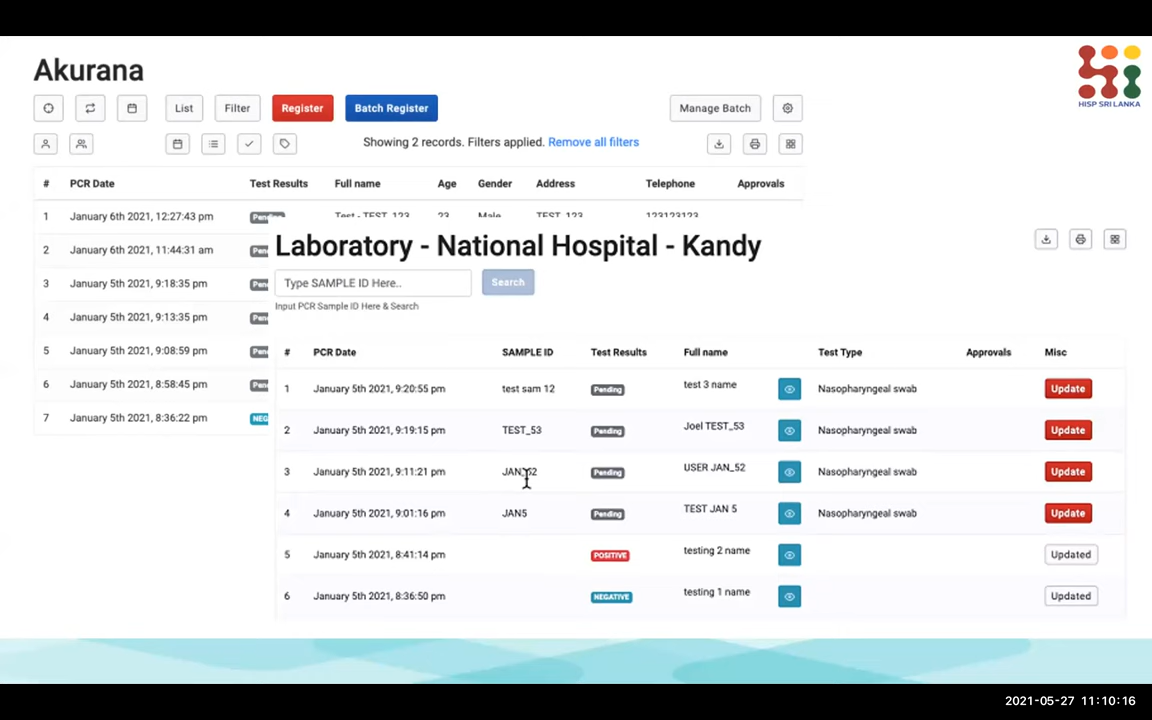 Akurana
HISP SRI LANKA
List Filter Register Batch Register Manage Batch
Showing 2 records. Filters applied. Remove all filters
# PCR Date Test Results Full name Age Gender Address Telephone Approvals
1 January 6th 2021, 12:27:43 pm Pending Test - TEST_123 23 Male TEST_123 123123123
2 January 6th 2021, 11:44:31 am
3 January 5th 2021, 9:18:35 pm
4 January 5th 2021, 9:13:35 pm
5 January 5th 2021, 9:08:59 pm
6 January 5th 2021, 8:58:45 pm
7 January 5th 2021, 8:36:22 pm NEG
Laboratory - National Hospital - Kandy
Type SAMPLE ID Here.. Search
Input PCR Sample ID Here & Search
# PCR Date SAMPLE ID Test Results Full name Test Type Approvals Misc
1 January 5th 2021, 9:20:55 pm test sam 12 Pending test 3 name Nasopharyngeal swab Update
2 January 5th 2021, 9:19:15 pm TEST_53 Pending Joel TEST_53 Nasopharyngeal swab Update
3 January 5th 2021, 9:11:21 pm JAN_52 Pending USER JAN_52 Nasopharyngeal swab Update
4 January 5th 2021, 9:01:16 pm JAN5 Pending TEST JAN 5 Nasopharyngeal swab Update
5 January 5th 2021, 8:41:14 pm POSITIVE testing 2 name Updated
6 January 5th 2021, 8:36:50 pm NEGATIVE testing 1 name Updated
2021-05-27 11:10:16